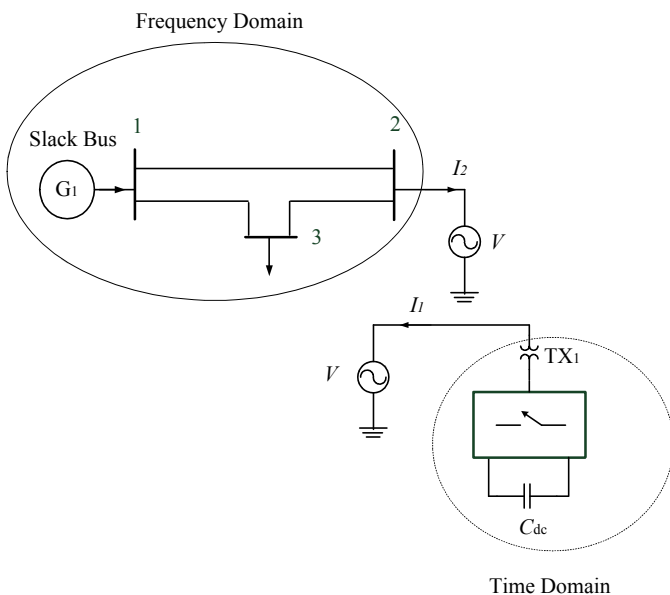 Frequency Domain
1
2
Slack Bus
G1
I2
3
V
I1
V
TX1
Cdc
Time Domain